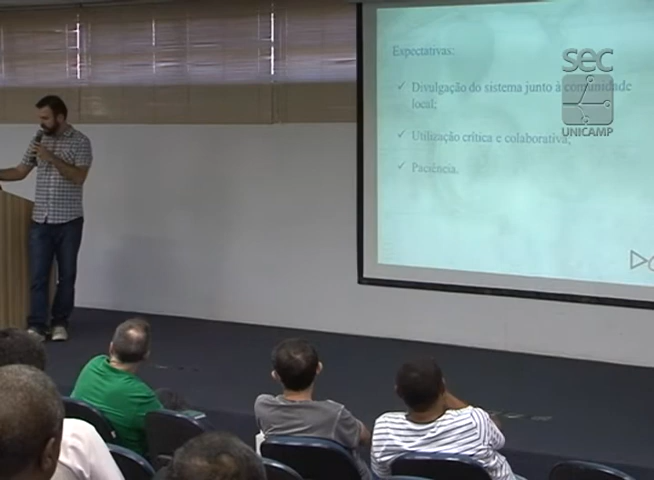 Expectativas:
✓ Divulgação do sistema junto à comunidade
local;
✓ Utilização crítica e colaborativa;
✓ Paciência.
sec
UNICAMP